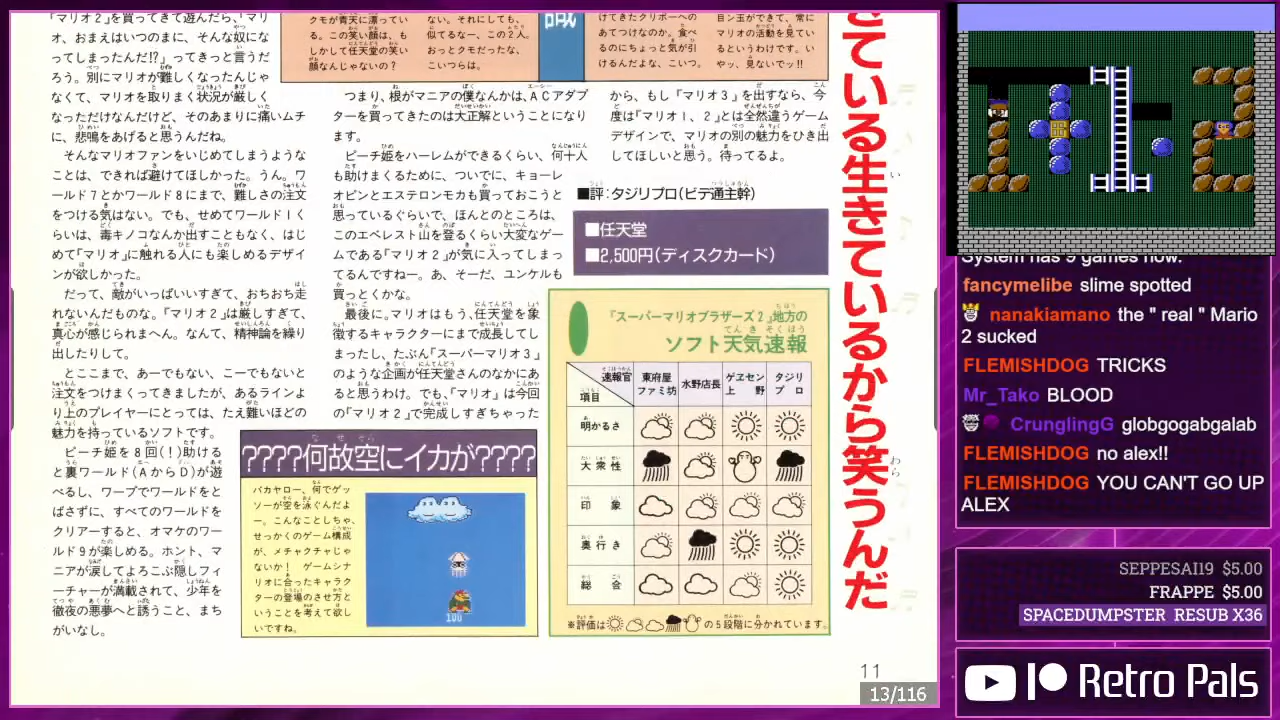 「マリオ2」を買ってきて遊んだら、「マリ
オ、おまえはいつのまに、そんな奴にな
ってしまったんだ!?」ってきっと言うだ
ろう。別にマリオが難しくなったんじゃ
なくて、マリオを取りまく状況が厳しく
なっただけなんだけど、そのあまりに痛いムチ
に、悲鳴をあげると思うんだね。
そんなマリオファンをいじめてしまうような
ことは、できれば避けてほしかった。うん。ワ
ールド7とかワールド8にまで、難しいの注文
をつける気はない。でも、せめてワールド1く
らいは、毒キノコなんか出すこともなく、はじ
めて「マリオ」に触れる人にも楽しめるデザイ
ンが欲しかった。
だって、敵がいっぱいいすぎて、おちおち走
れないんだものな。「マリオ2」は厳しすぎて、
真心が感じられまへん。なんて、精神論を繰り
出したりして。
とここまで、あーでもない、こーでもないと
注文をつけまくってきましたが、あるラインよ
り上のプレイヤーにとっては、たえ難いほどの
魅力を持っているソフトです。
ピーチ姫を8回(!)助ける
と裏ワールド(AからD)が遊
べるし、ワープでワールドをと
ばさずに、すべてのワールドを
クリアーすると、オマケのワー
ルド9が楽しめる。ホント、マ
ニアが涙してよろこぶ隠しフィ
ーチャーが満載されて、少年を
徹夜の悪夢へと誘うこと、まち
がいなし。
クモが青天に漂ってい
る。この笑い顔は、も
しかして任天堂の笑い
顔なんじゃないの?
ない。それにしても、
似てるなー、この2人。
おっとクモだったな、
こいつらは。
識
けてきたクリボーへの
あてつけなのか。食べ
るのにちょっと気が引
けるんだよな、こいつ。
目ン玉ができて、常に
マリオの活動を見てい
るというわけです。い
やッ、見ないでッ!!
つまり、根がマニアの僕なんかは、ACアダプ
ターを買ってきたのは大正解ということになり
ます。
ピーチ姫をハーレムができるくらい、何十人
も助けまくるために、ついでに、キョーレ
オピンとエステロンモカも買っておこうと
思っているぐらいで、ほんとのところは、
このエベレスト山を登るくらい大変なゲー
ムである「マリオ2」が気に入ってしまっ
てるんですねー。あ、そーだ、ユンケルも
買っとくかな。
最後に。マリオはもう、任天堂を象
徴するキャラクターにまで成長してし
まったし、たぶん「スーパーマリオ3」
のような企画が任天堂さんのなかにあ
ると思うわけ。でも、「マリオ」は今回
の「マリオ2」で完成しすぎちゃった
から、もし「マリオ3」を出すなら、今
度は「マリオ1、2」とは全然ちがうゲーム
デザインで、マリオの別の魅力をひき出
してほしいと思う。待ってるよ。
■評:タジリプロ(ビデ通主幹)
■任天堂
■2,500円(ディスクカード)
????何故空にイカが????
バカヤロー、何でゲッ
ソーが空を泳ぐんだよ
ー。こんなことしちゃ、
せっかくのゲーム構成
が、メチャクチャじゃ
ないか! ゲームシナ
リオに合ったキャラク
ターの登場のさせ方と
いうことを考えて欲し
いですね。
100
『スーパーマリオブラザーズ2』地方の
ソフト天気速報
速報官
項目
東府屋ファミ坊
水野店長
ゲェセン上野
タジリプロ
明かるさ
大衆性
印象
奥行き
総合
※評価は の5段階に分かれています。
ている生きているから笑うんだ
11
13/116
System has 9 games now.
fancymelibe slime spotted
nanakiamano the " real " Mario
2 sucked
FLEMISHDOG TRICKS
Mr_Tako BLOOD
CrunglingG globgogabgalab
FLEMISHDOG no alex!!
FLEMISHDOG YOU CAN'T GO UP
ALEX
SEPPESAI19 $5.00
FRAPPE $5.00
SPACEDUMPSTER RESUB X36
Retro Pals